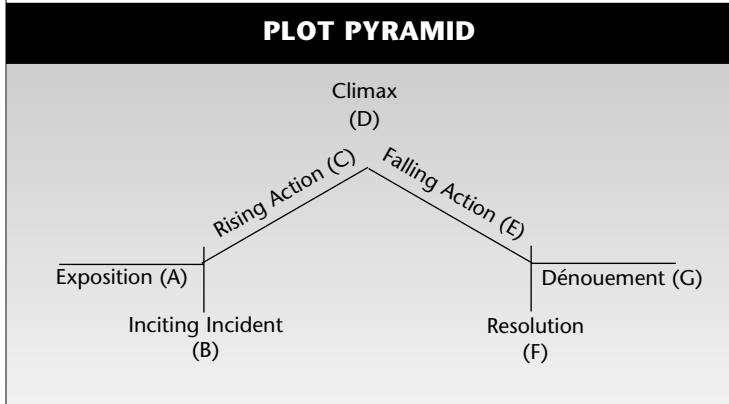 PLOT PYRAMID
Climax
(D)
Rising Action (C)
Falling Action (E)
Exposition (A)
Dénouement (G)
Inciting Incident
(B)
Resolution
(F)